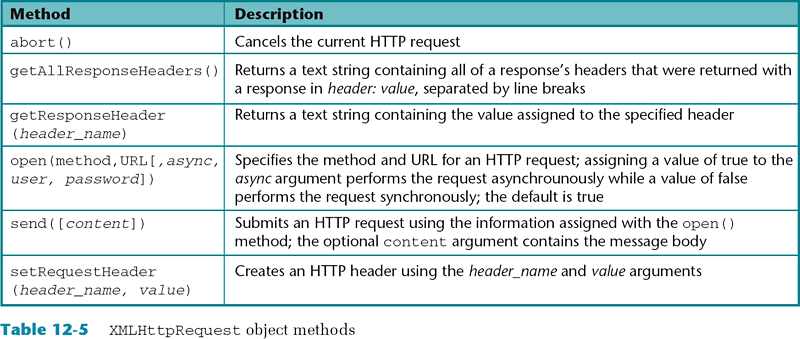 Method Description
abort() Cancels the current HTTP request
getAllResponseHeaders() Returns a text string containing all of a response's headers that were returned with
a response in header: value, separated by line breaks
getResponseHeader Returns a text string containing the value assigned to the specified header
(header_name)
open(method,URL[,async, Specifies the method and URL for an HTTP request; assigning a value of true to the
user, password]) async argument performs the request asynchrounously while a value of false
performs the request synchronously; the default is true
send([content]) Submits an HTTP request using the information assigned with the open()
method; the optional content argument contains the message body
setRequestHeader Creates an HTTP header using the header_name and value arguments
(header_name, value)
Table 12-5 XMLHttpRequest object methods